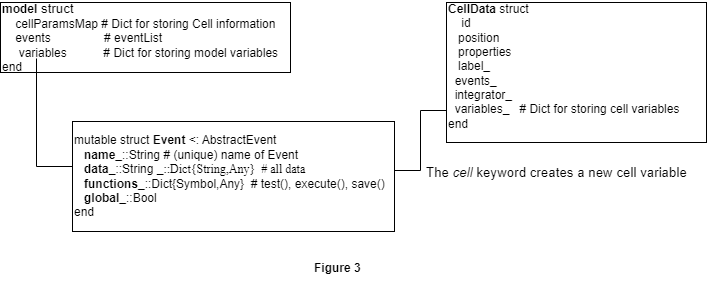 model struct
cellParamsMap # Dict for storing Cell information
events # eventList
variables # Dict for storing model variables
end
CellData struct
id
position
properties
label_
events_
integrator_
variables_ # Dict for storing cell variables
end
mutable struct Event <: AbstractEvent
name_::String # (unique) name of Event
data_::String _::Dict{String,Any} # all data
functions_::Dict{Symbol,Any} # test(), execute(), save()
global_::Bool
end
The cell keyword creates a new cell variable
Figure 3